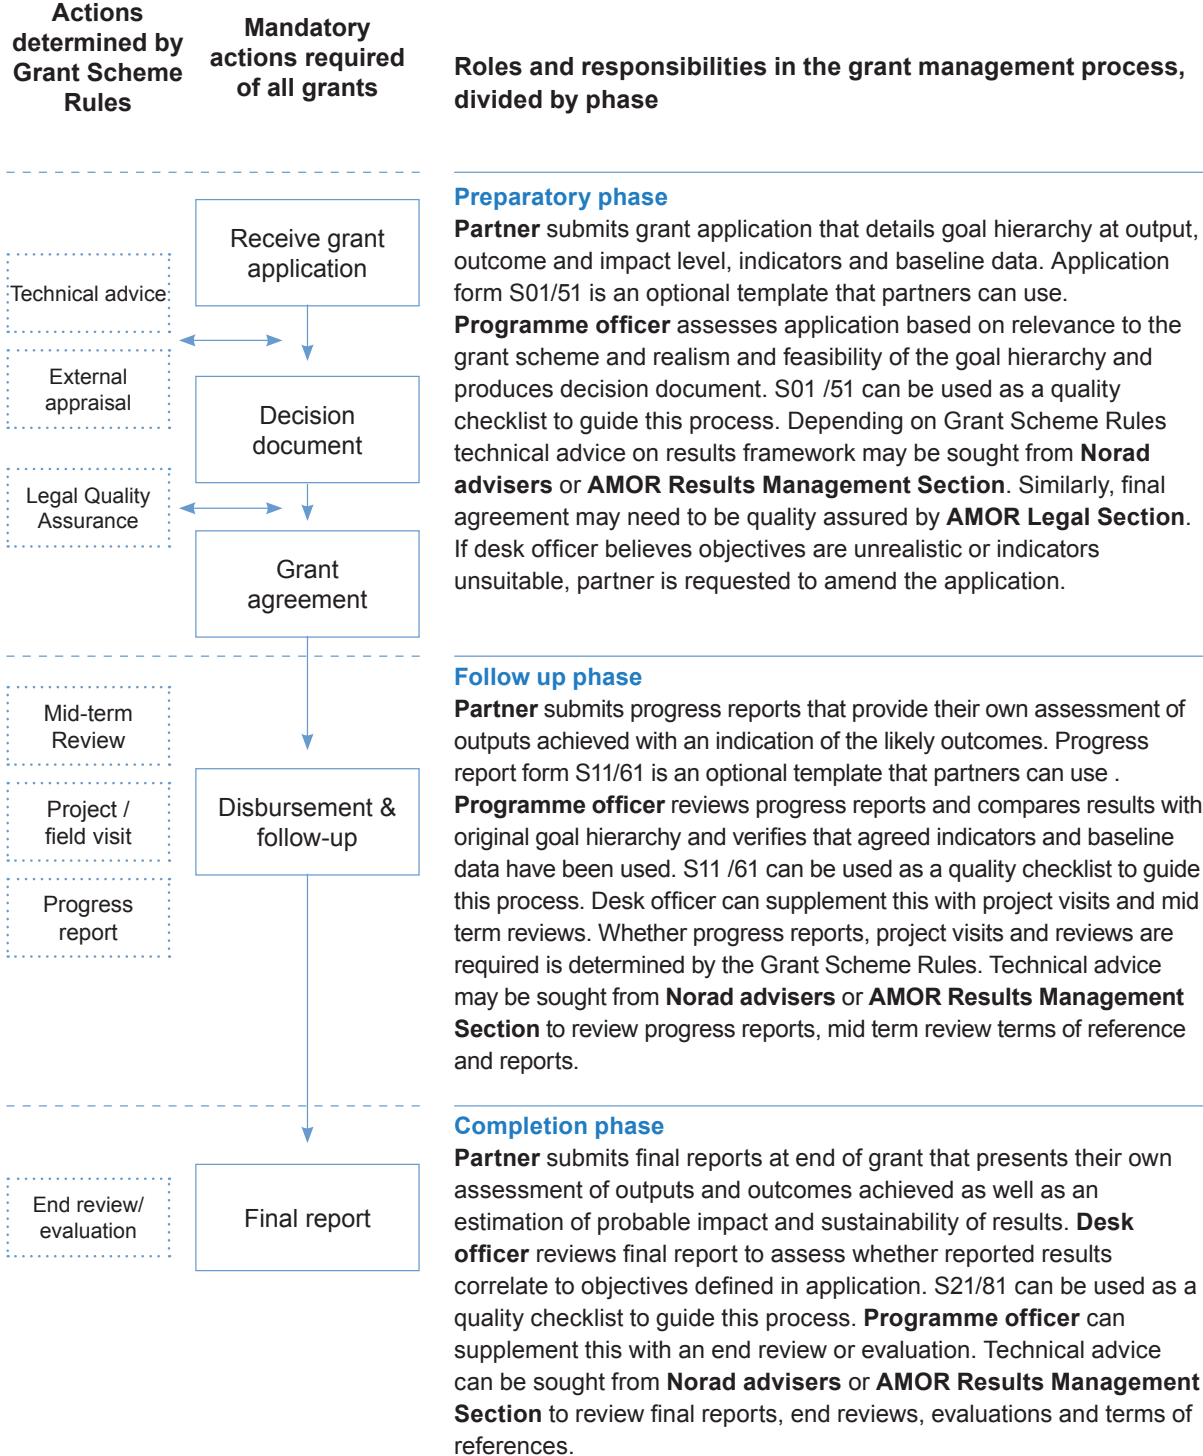 Actions
determined by
Grant Scheme
Rules
Mandatory
actions required
of all grants
Roles and responsibilities in the grant management process,
divided by phase
Technical advice
External
appraisal
Legal Quality
Assurance
Receive grant
application
Decision
document
Grant
agreement
Preparatory phase
Partner submits grant application that details goal hierarchy at output,
outcome and impact level, indicators and baseline data. Application
form S01/51 is an optional template that partners can use.
Programme officer assesses application based on relevance to the
grant scheme and realism and feasibility of the goal hierarchy and
produces decision document. S01 /51 can be used as a quality
checklist to guide this process. Depending on Grant Scheme Rules
technical advice on results framework may be sought from Norad
advisers or AMOR Results Management Section. Similarly, final
agreement may need to be quality assured by AMOR Legal Section.
If desk officer believes objectives are unrealistic or indicators
unsuitable, partner is requested to amend the application.
Mid-term
Review
Project /
field visit
Progress
report
Disbursement &
follow-up
Follow up phase
Partner submits progress reports that provide their own assessment of
outputs achieved with an indication of the likely outcomes. Progress
report form S11/61 is an optional template that partners can use .
Programme officer reviews progress reports and compares results with
original goal hierarchy and verifies that agreed indicators and baseline
data have been used. S11 /61 can be used as a quality checklist to guide
this process. Desk officer can supplement this with project visits and mid
term reviews. Whether progress reports, project visits and reviews are
required is determined by the Grant Scheme Rules. Technical advice
may be sought from Norad advisers or AMOR Results Management
Section to review progress reports, mid term review terms of reference
and reports.
End review/
evaluation
Final report
Completion phase
Partner submits final reports at end of grant that presents their own
assessment of outputs and outcomes achieved as well as an
estimation of probable impact and sustainability of results. Desk
officer reviews final report to assess whether reported results
correlate to objectives defined in application. S21/81 can be used as a
quality checklist to guide this process. Programme officer can
supplement this with an end review or evaluation. Technical advice
can be sought from Norad advisers or AMOR Results Management
Section to review final reports, end reviews, evaluations and terms of
references.